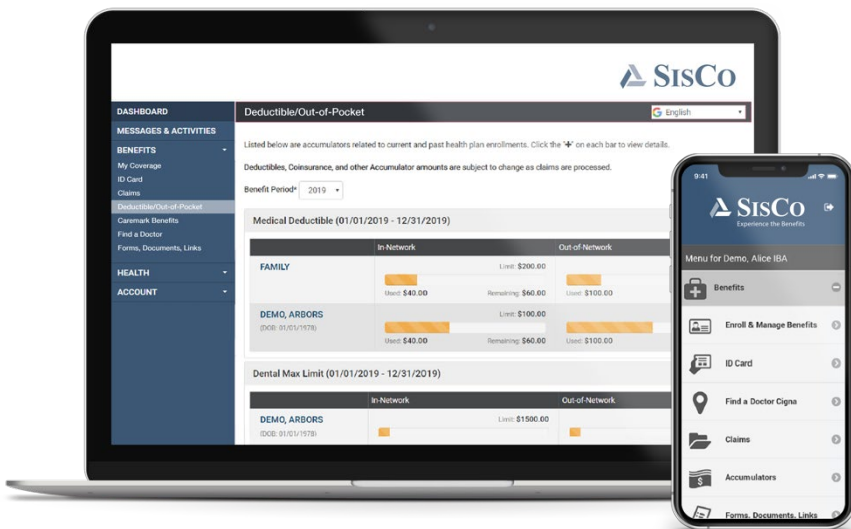 SISCO
DASHBOARD
MESSAGES & ACTIVITIES
BENEFITS
My Coverage
ID Card
Claims
Deductible/Out-of-Pocket
Caremark Benefits
Find a Doctor
Forms, Documents, Links
HEALTH
ACCOUNT
Deductible/Out-of-Pocket
G English
Listed below are accumulators related to current and past health plan enrollments. Click the '+' on each bar to view details.
Deductibles, Coinsurance, and other Accumulator amounts are subject to change as claims are processed.
Benefit Period* 2019
Medical Deductible (01/01/2019 - 12/31/2019)
In-Network Out-of-Network
FAMILY Limit: $200.00
Used: $40.00 Remaining: $60.00 Used: $100.00
DEMO, ARBORS Limit: $100.00
(DOB: 01/01/1978)
Used: $40.00 Remaining: $60.00 Used: $100.00
Dental Max Limit (01/01/2019 - 12/31/2019)
In-Network Out-of-Network
DEMO, ARBORS Limit: $1500.00
(DOB: 01/01/1978)
9:41
SISCO
Experience the Benefits
Menu for Demo, Alice IBA
Benefits
Enroll & Manage Benefits
ID Card
Find a Doctor Cigna
Claims
$ Accumulators
Forms, Documents, Links